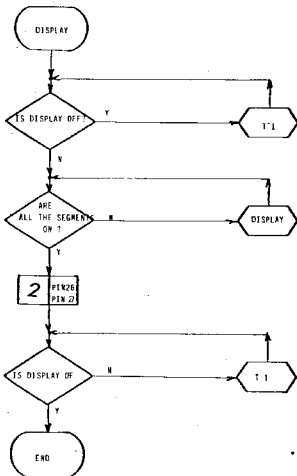 DISPLAY
IS DISPLAY OFF?
Y
T-1
N
ARE
ALL THE SEGMENTS
ON ?
N
DISPLAY
Y
2
PIN26
PIN 27
IS DISPLAY OFF
N
T 1
Y
END